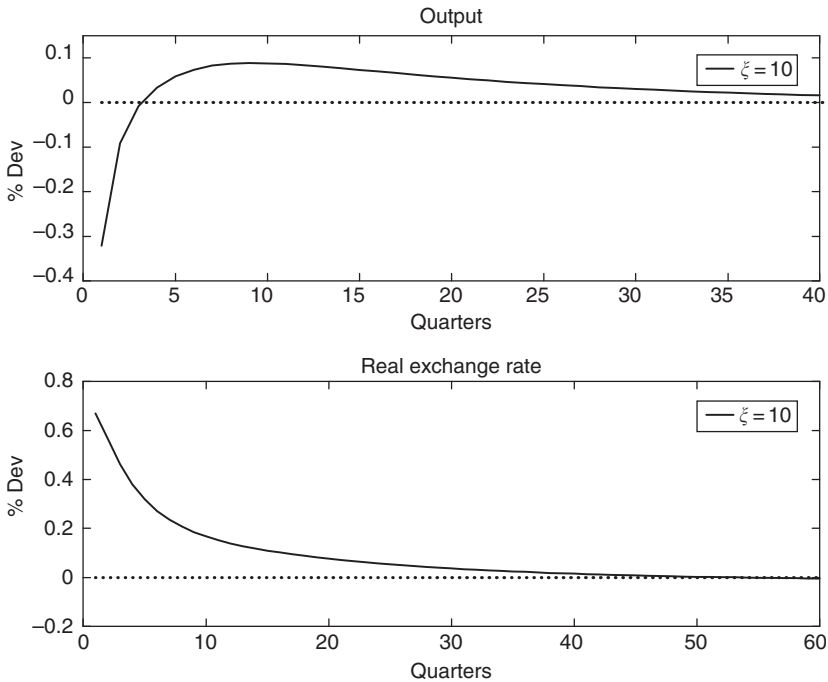 Output
0.1
0
–0.1
–0.2
–0.3
–0.4
% Dev
ξ = 10
0 5 10 15 20 25 30 35 40
Quarters
Real exchange rate
0.8
0.6
0.4
0.2
0
–0.2
% Dev
ξ = 10
0 10 20 30 40 50 60
Quarters